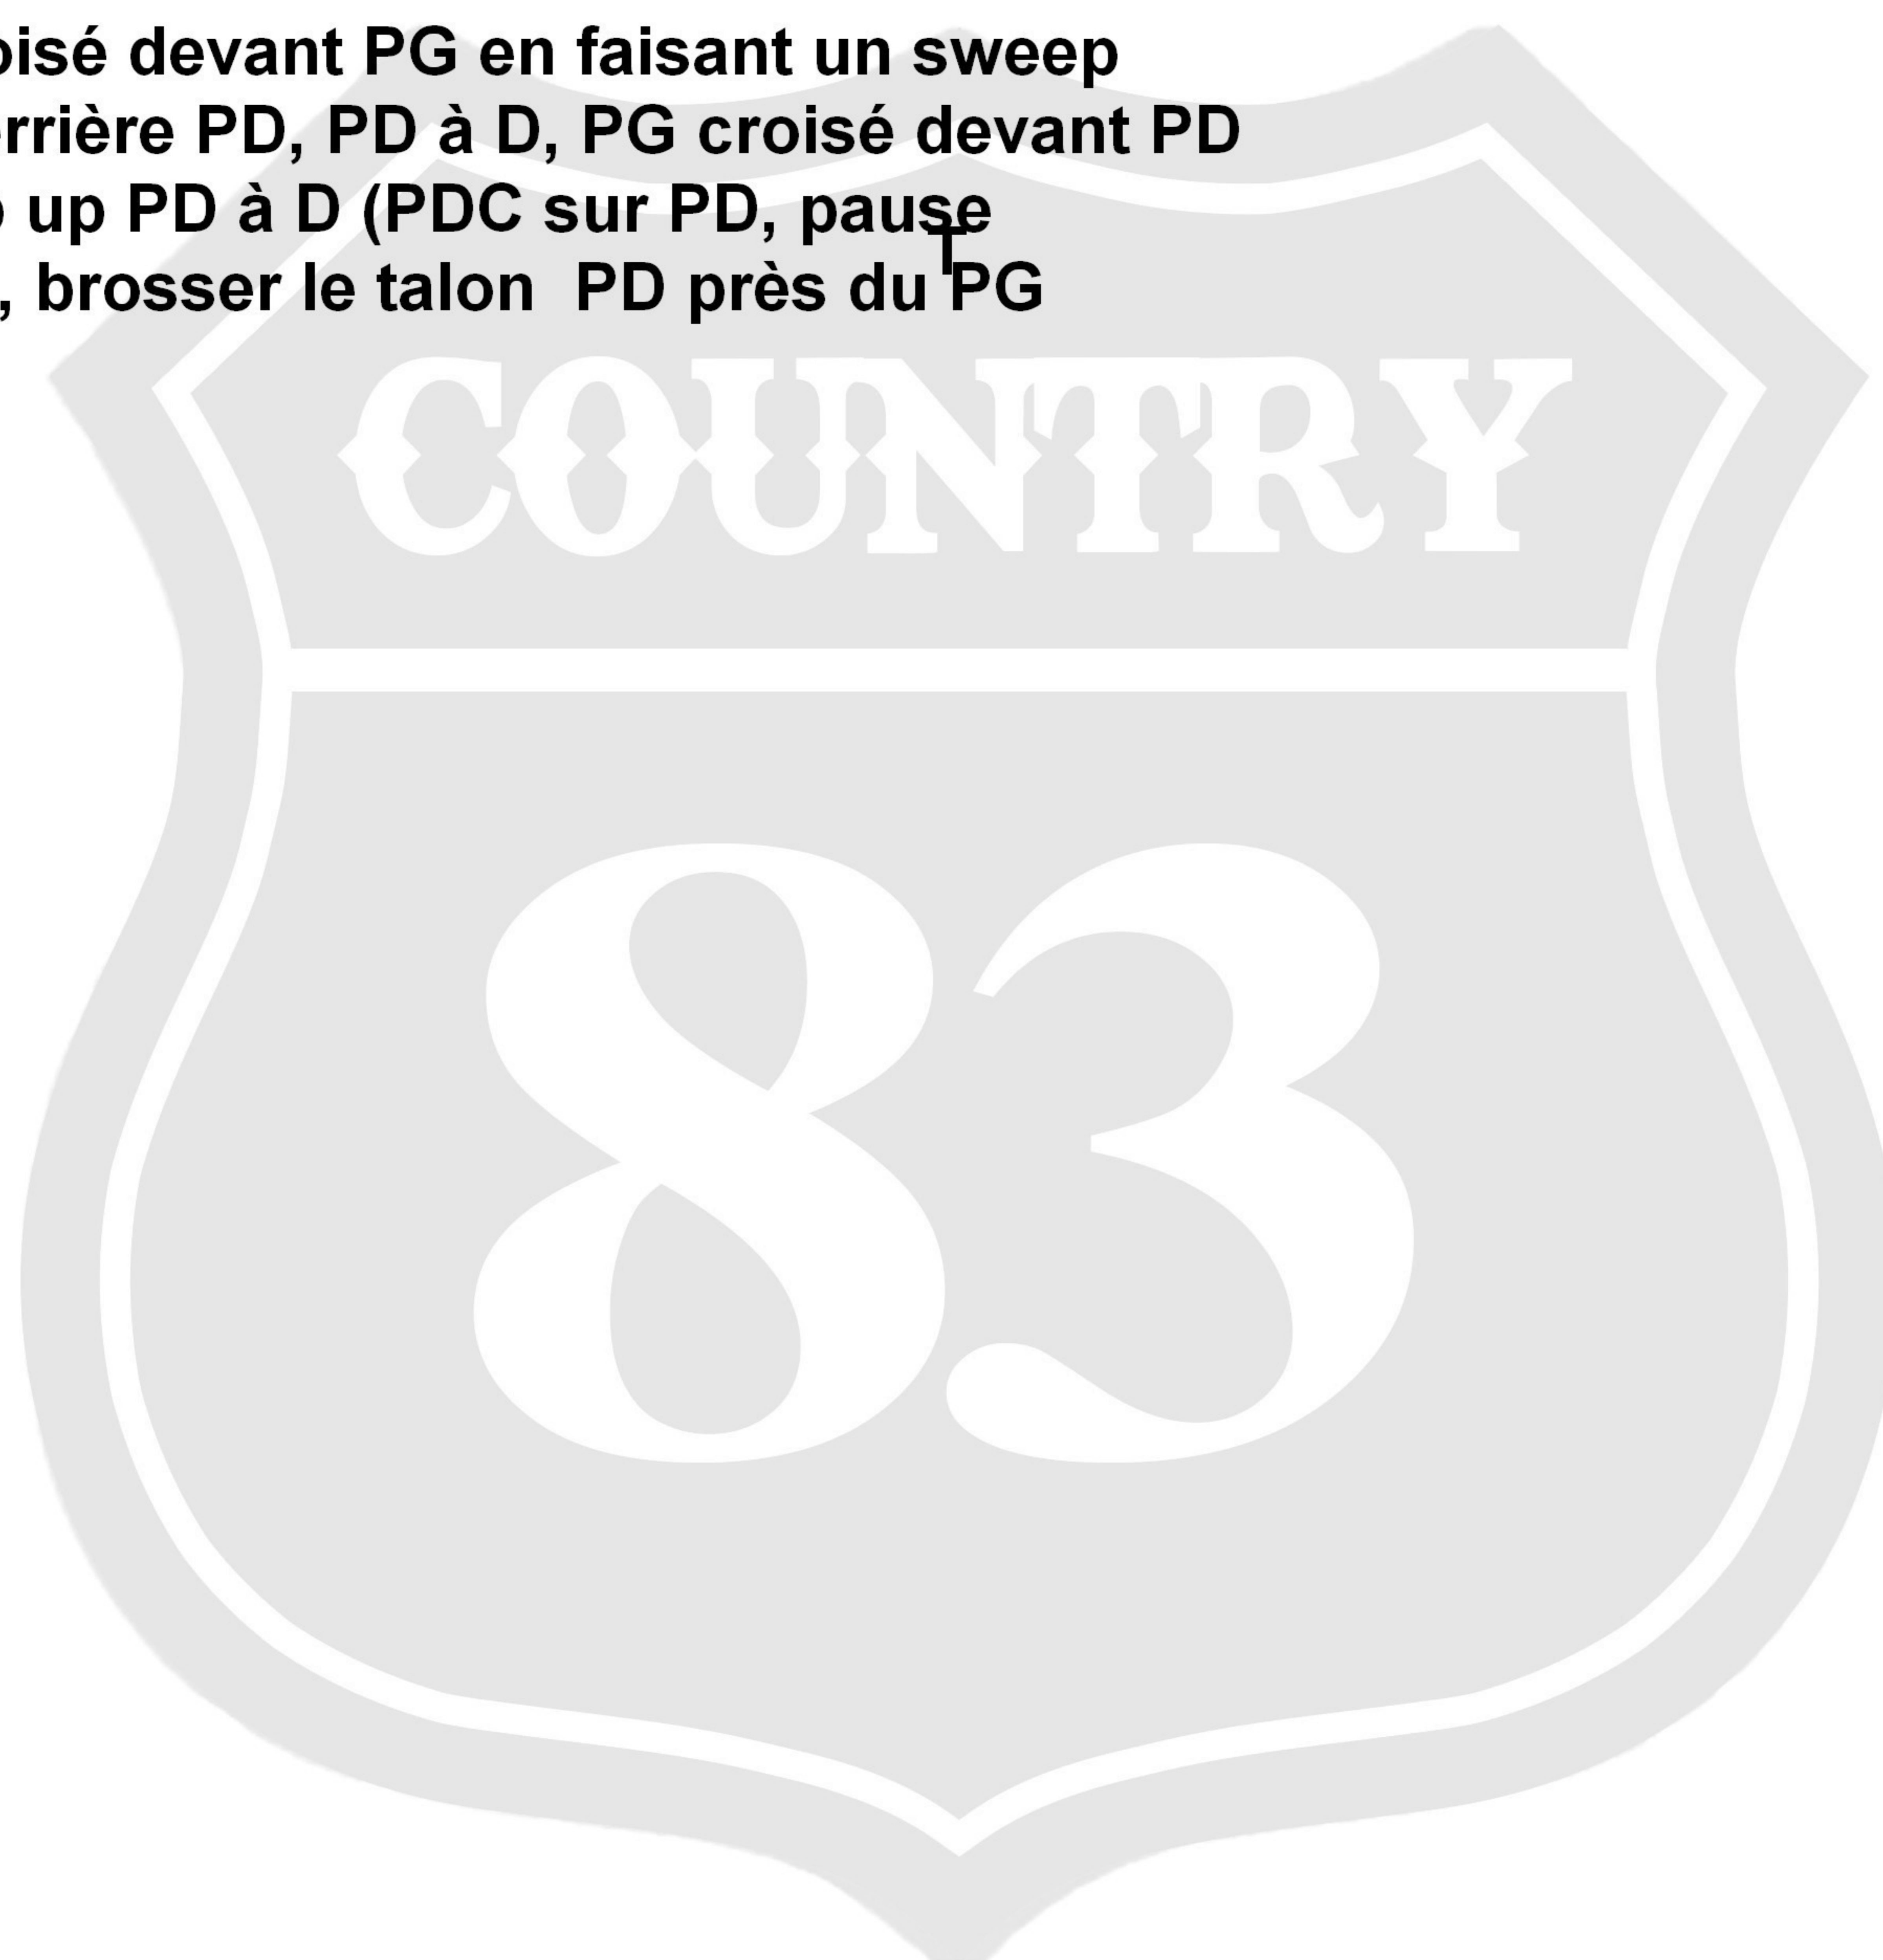 oisé devant PG en faisant un sweep
rrière PD, PD à D, PG croisé devant PD
up PD à D (PDC sur PD, pause
T
, brosser le talon PD près du PG
COUNTRY
83